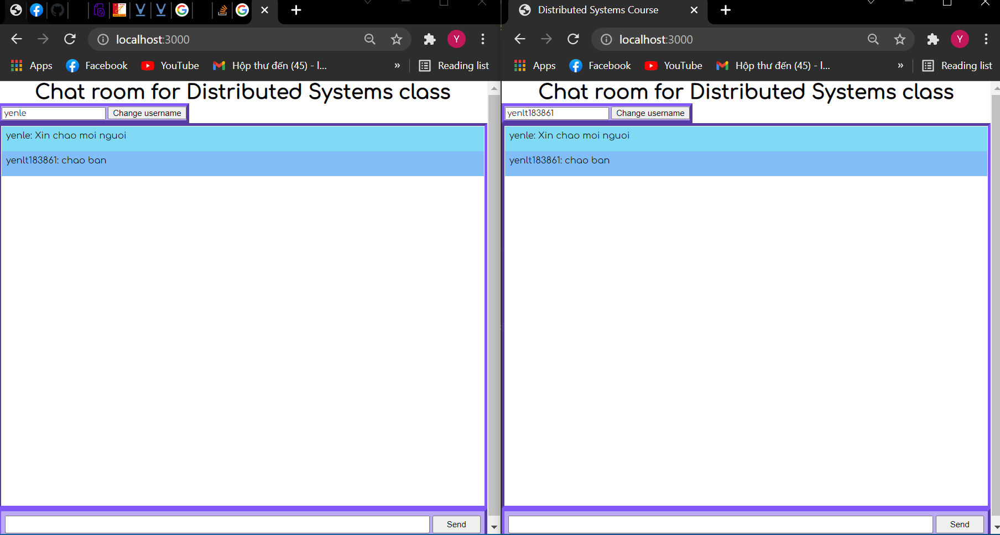 localhost:3000
Apps Facebook YouTube Hộp thư đến (45) - l... » Reading list
Chat room for Distributed Systems class
yenle Change username
yenle: Xin chao moi nguoi
yenlt183861: chao ban
Send
Distributed Systems Course
localhost:3000 Y
Apps Facebook YouTube Hộp thư đến (45) - l... » Reading list
Chat room for Distributed Systems class
yenlt183861 Change username
yenle: Xin chao moi nguoi
yenlt183861: chao ban
Send